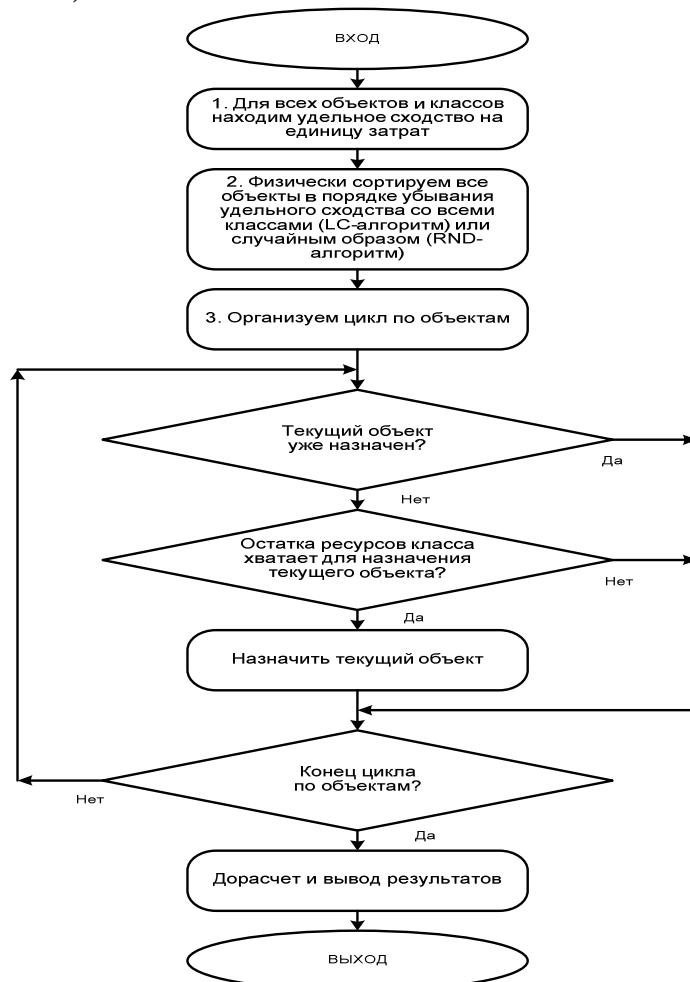 ВХОД
1. Для всех объектов и классов
находим удельное сходство на
единицу затрат
2. Физически сортируем все
объекты в порядке убывания
удельного сходства со всеми
классами (LC-алгоритм) или
случайным образом (RND-
алгоритм)
3. Организуем цикл по объектам
Текущий объект
уже назначен?
Да
Нет
Остатка ресурсов класса
хватает для назначения
текущего объекта?
Нет
Да
Назначить текущий объект
Конец цикла
по объектам?
Нет
Да
Дорасчет и вывод результатов
ВЫХОД